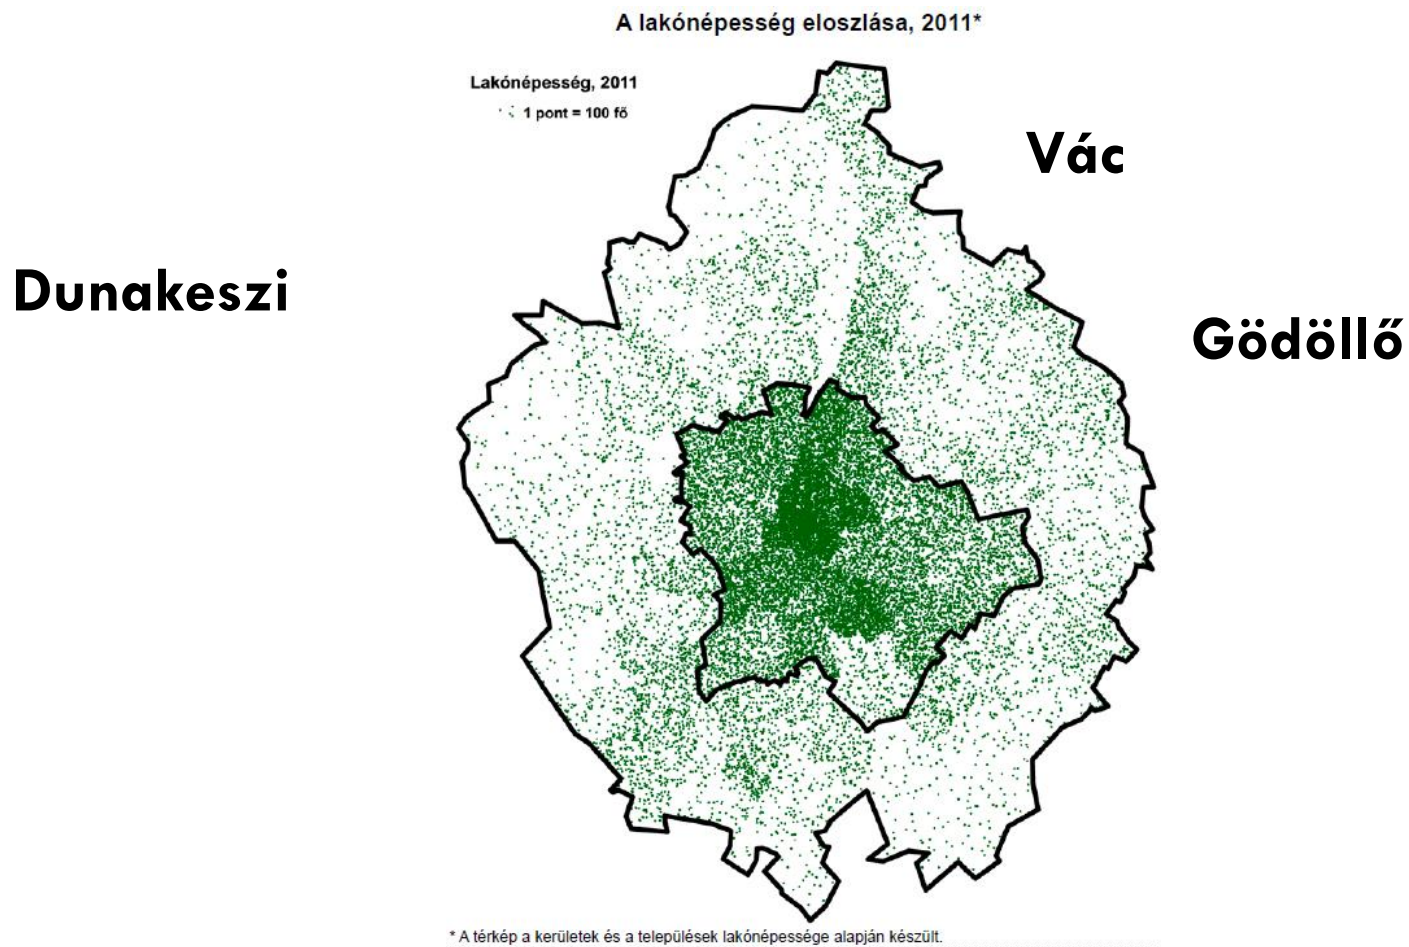 A lakónépesség eloszlása, 2011*
Lakónépesség, 2011
1 pont = 100 fő
Vác
Dunakeszi
Gödöllő
* A térkép a kerületek és a települések lakónépessége alapján készült.